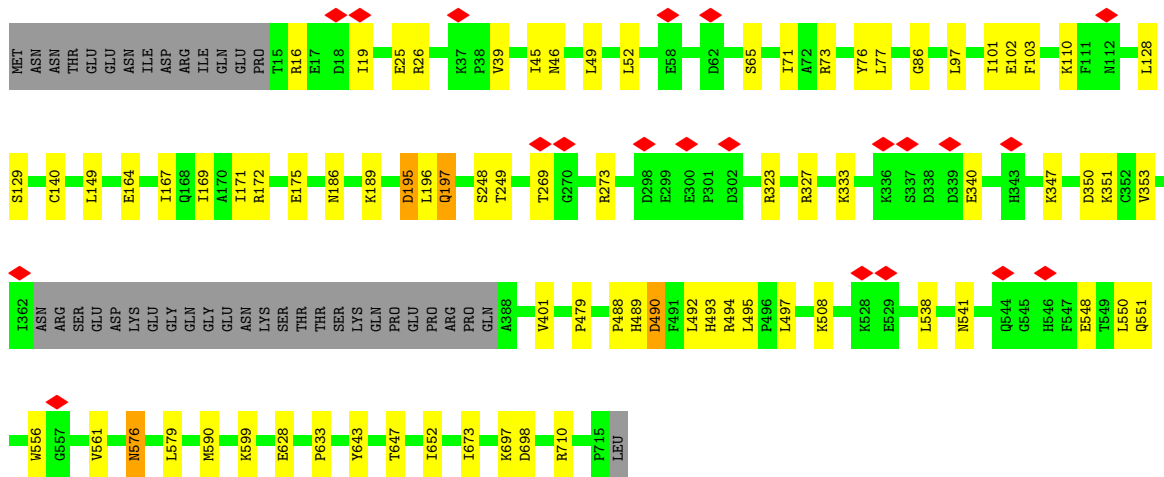 MET ASN ASN THR GLU GLU ASN ILE ASP ARG ILE GLN GLU PRO T15 R16 E17 D18 I19 E25 R26 K37 P38 V39 I45 N46 L49 L52 E58 D62 S65 I71 A72 R73 Y76 L77 G86 L97 I101 E102 F103 K110 F111 N112 L128
S129 C140 L149 E164 I167 Q168 I169 A170 I171 R172 E175 N186 K189 D195 L196 Q197 S248 T249 T269 G270 R273 D298 E299 E300 P301 D302 R323 R327 K333 K336 S337 D338 D339 E340 H343 K347 D350 K351 C352 V353
I362 ASN ARG SER GLU ASP LYS GLU GLY GLN GLY GLU ASN LYS SER THR THR SER LYS GLN PRO GLU PRO ARG PRO GLN A388 V401 P479 P488 H489 D490 F491 L492 H493 R494 L495 P496 L497 K508 K528 E529 L538 N541 Q544 G545 H546 F547 E548 T549 L550 Q551
W556 G557 V561 N576 L579 M590 K599 E628 P633 Y643 T647 I652 I673 K697 D698 R710 P715 LEU